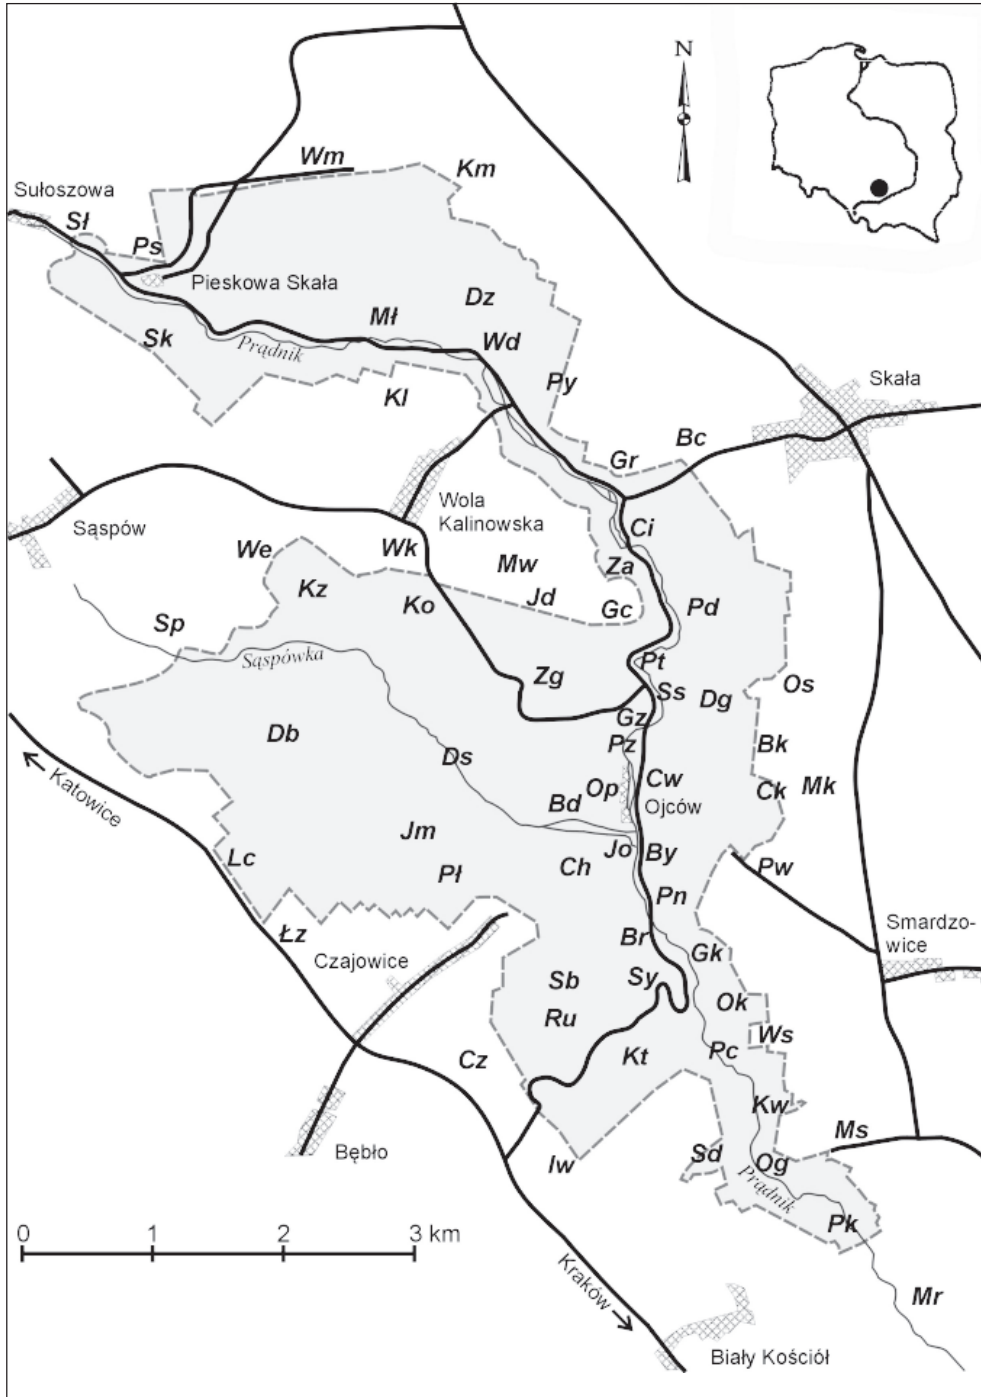 N
Wm
Km
Sułoszowa
Sł
Ps
Pieskowa Skała
Dz
Mł
Wd
Sk
Prądnik
Kl
Py
Skała
Bc
Gr
Wola
Kalinowska
Sąspów
Ci
We
Wk
Mw
Za
Kz
Jd
Ko
Gc
Pd
Sp
Sąspówka
Pt
Zg
Ss
Os
Dg
Gz
Db
Pz
Bk
Ds
Katowice
Cw
Op
Ck
Mk
Bd
Ojców
Jm
Jo
By
Lc
Ch
Pw
Pł
Pn
Smardzo-
wice
Łz
Br
Gk
Czajowice
Sb
Sy
Ok
Ru
Ws
Cz
Kt
Pc
Kw
Ms
Bębło
Iw
Sd
Og
Prądnik
Pk
0 1 2 3 km
Kraków
Mr
Biały Kościół